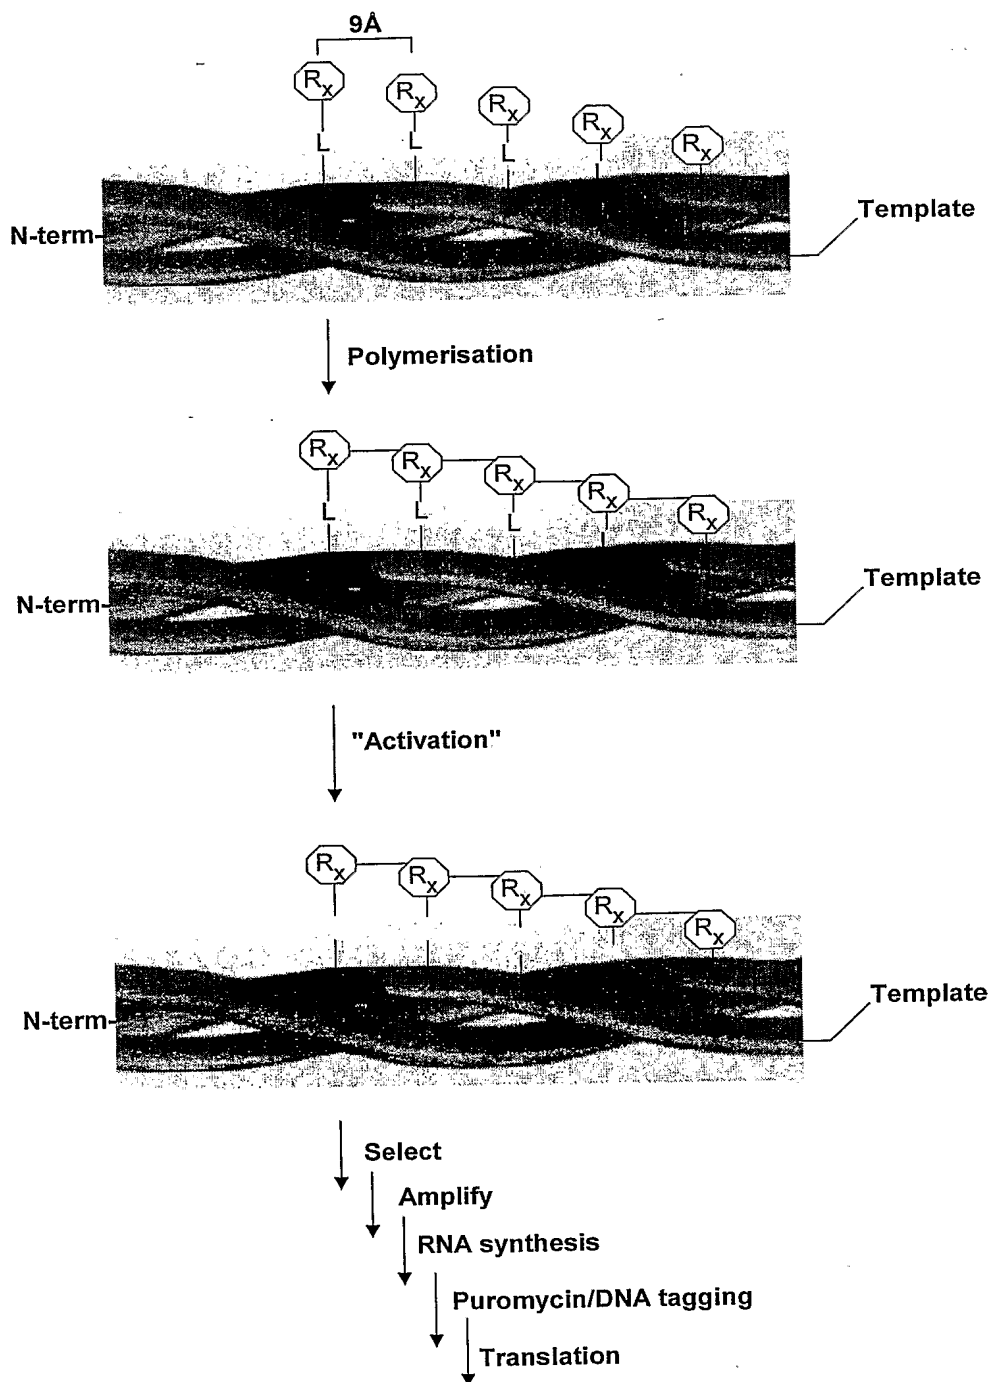 9Å
Rx Rx Rx Rx Rx
L L L L
N-term
Template
Polymerisation
Rx Rx Rx Rx Rx
L L L L
N-term
Template
"Activation"
Rx Rx Rx Rx Rx
N-term
Template
Select
Amplify
RNA synthesis
Puromycin/DNA tagging
Translation